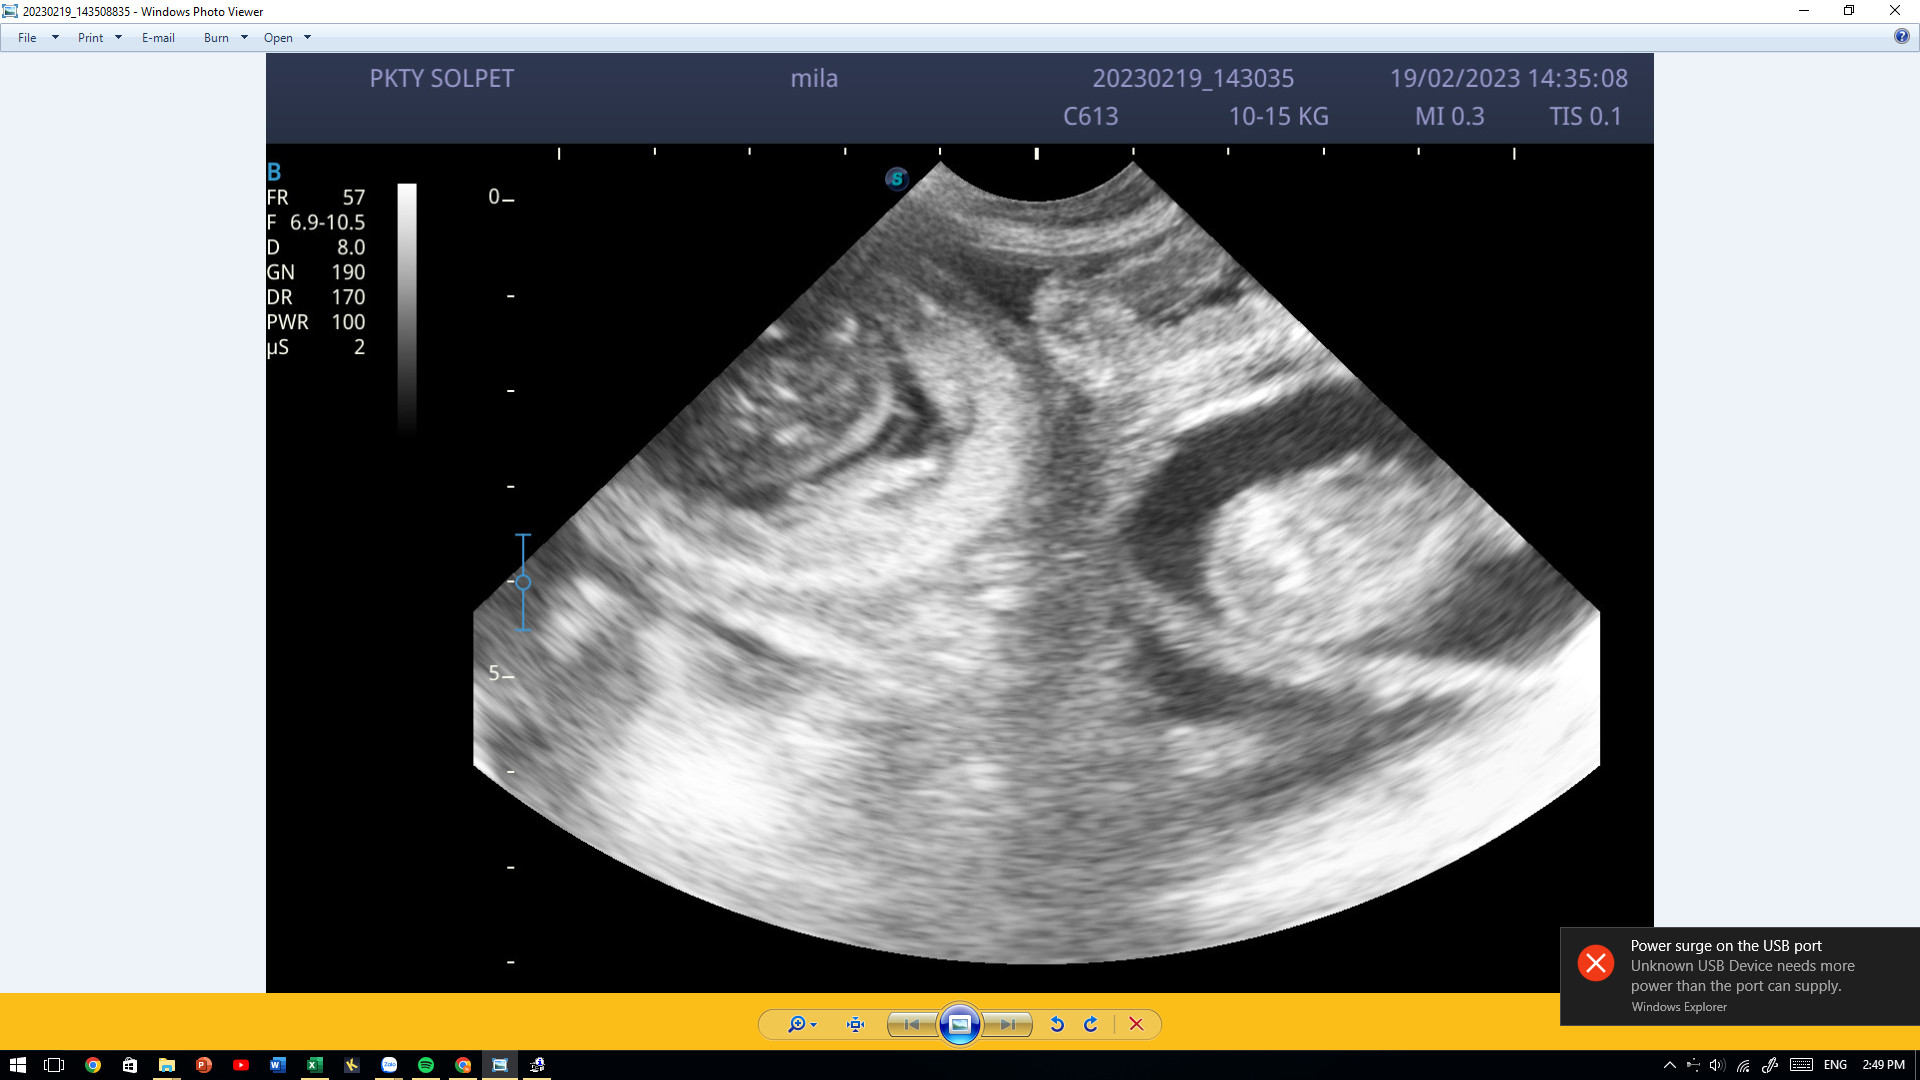 20230219_143508835 - Windows Photo Viewer
File Print E-mail Burn Open
PKTY SOLPET mila 20230219_143035 19/02/2023 14:35:08
C613 10-15 KG MI 0.3 TIS 0.1
B
FR 57
F 6.9-10.5
D 8.0
GN 190
DR 170
PWR 100
µS 2
S
0
5
Power surge on the USB port
Unknown USB Device needs more
power than the port can supply.
Windows Explorer
Zalo
ENG 2:49 PM